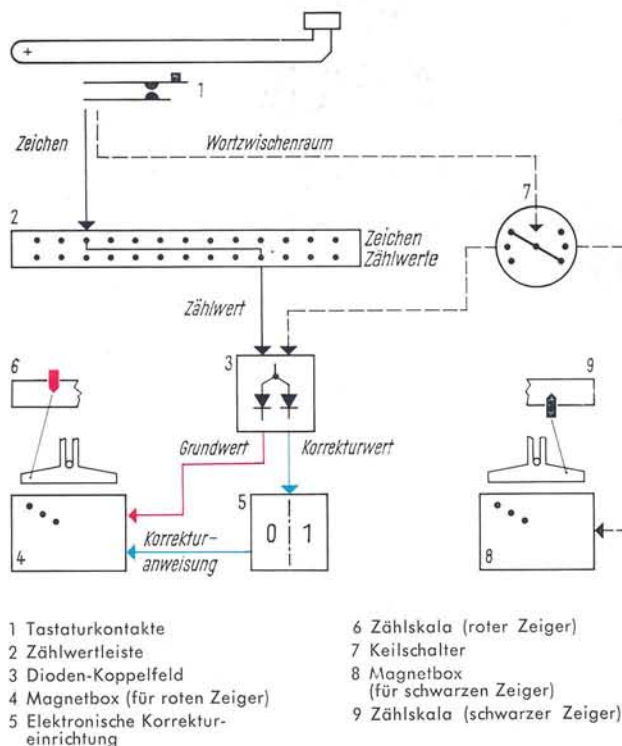 1
Zeichen
Wortzwischenraum
7
2
Zeichen
Zählwerte
Zählwert
3
6
9
Grundwert
Korrekturwert
5
0 1
Korrektur-
anweisung
4
8
1 Tastaturkontakte
2 Zählwertleiste
3 Dioden-Koppelfeld
4 Magnetbox (für roten Zeiger)
5 Elektronische Korrektur-
einrichtung
6 Zählskala (roter Zeiger)
7 Keilschalter
8 Magnetbox
(für schwarzen Zeiger)
9 Zählskala (schwarzer Zeiger)